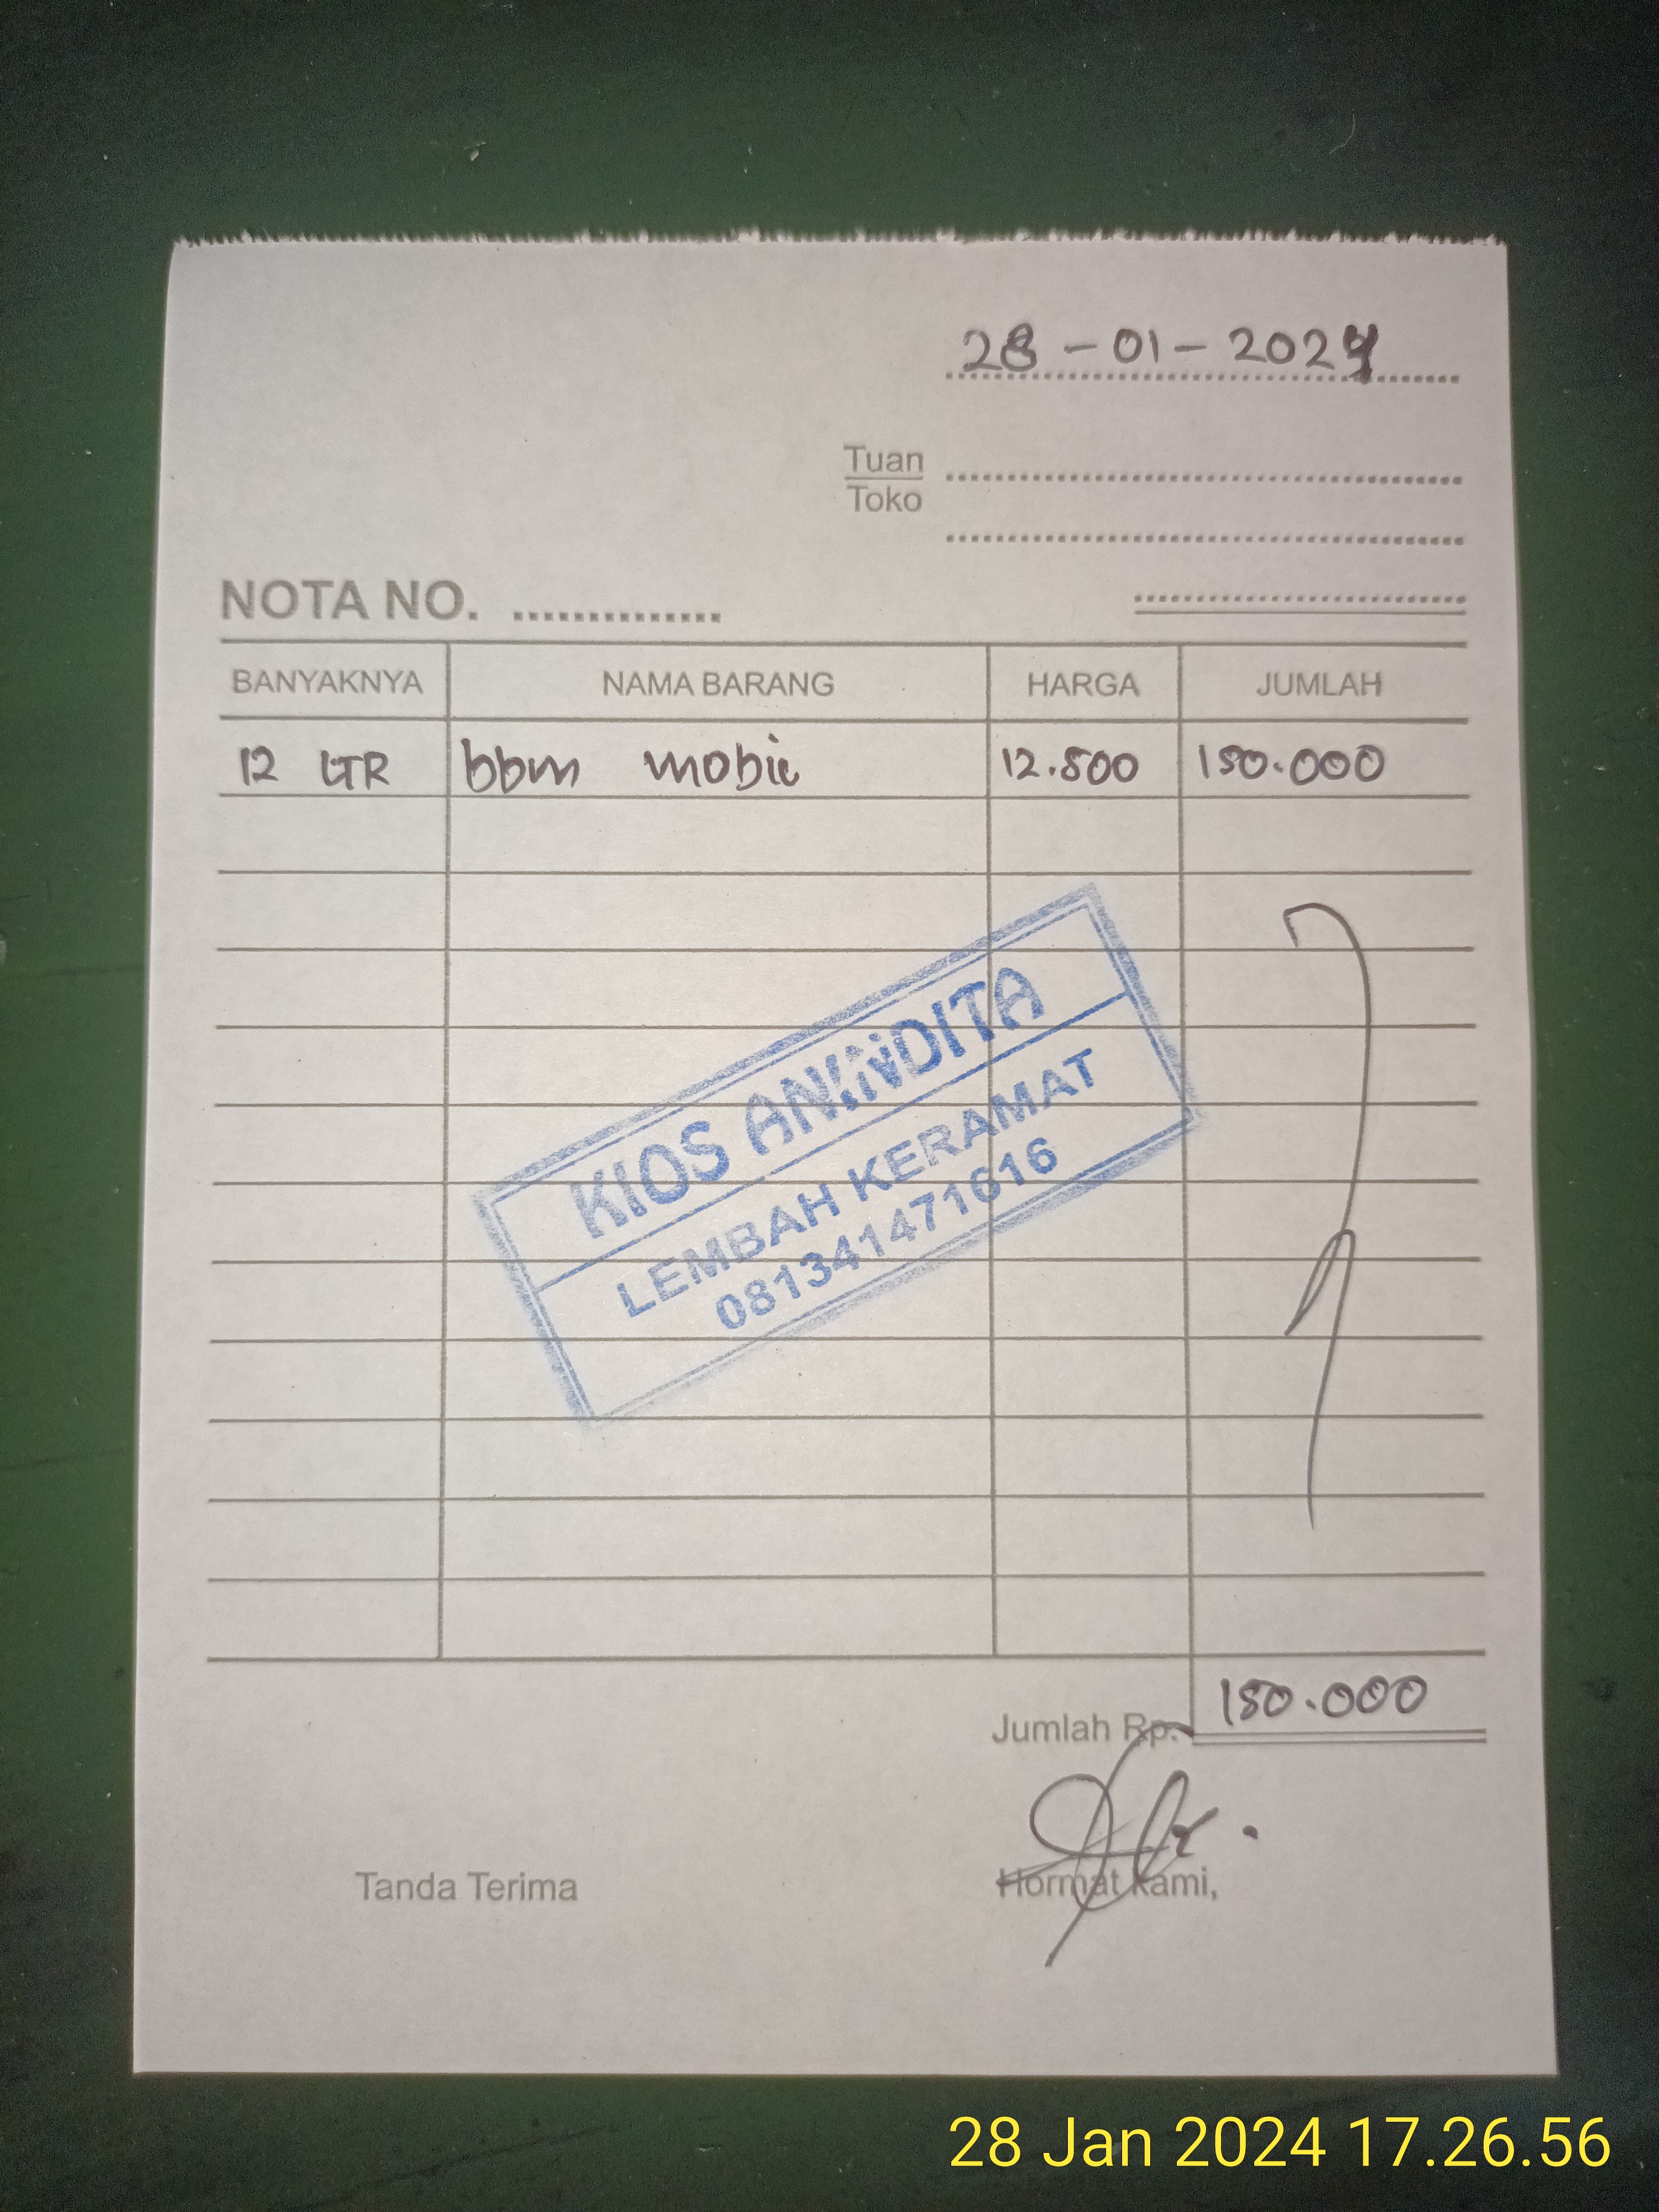 28 - 01 - 2024
Tuan
Toko
NOTA NO.
BANYAKNYA NAMA BARANG HARGA JUMLAH
12 LTR bbm mobil 12.500 150.000
KIOS ANINDITA
LEMBAH KERAMAT
081341471616
Jumlah Rp. 150.000
Tanda Terima Hormat kami,
28 Jan 2024 17.26.56